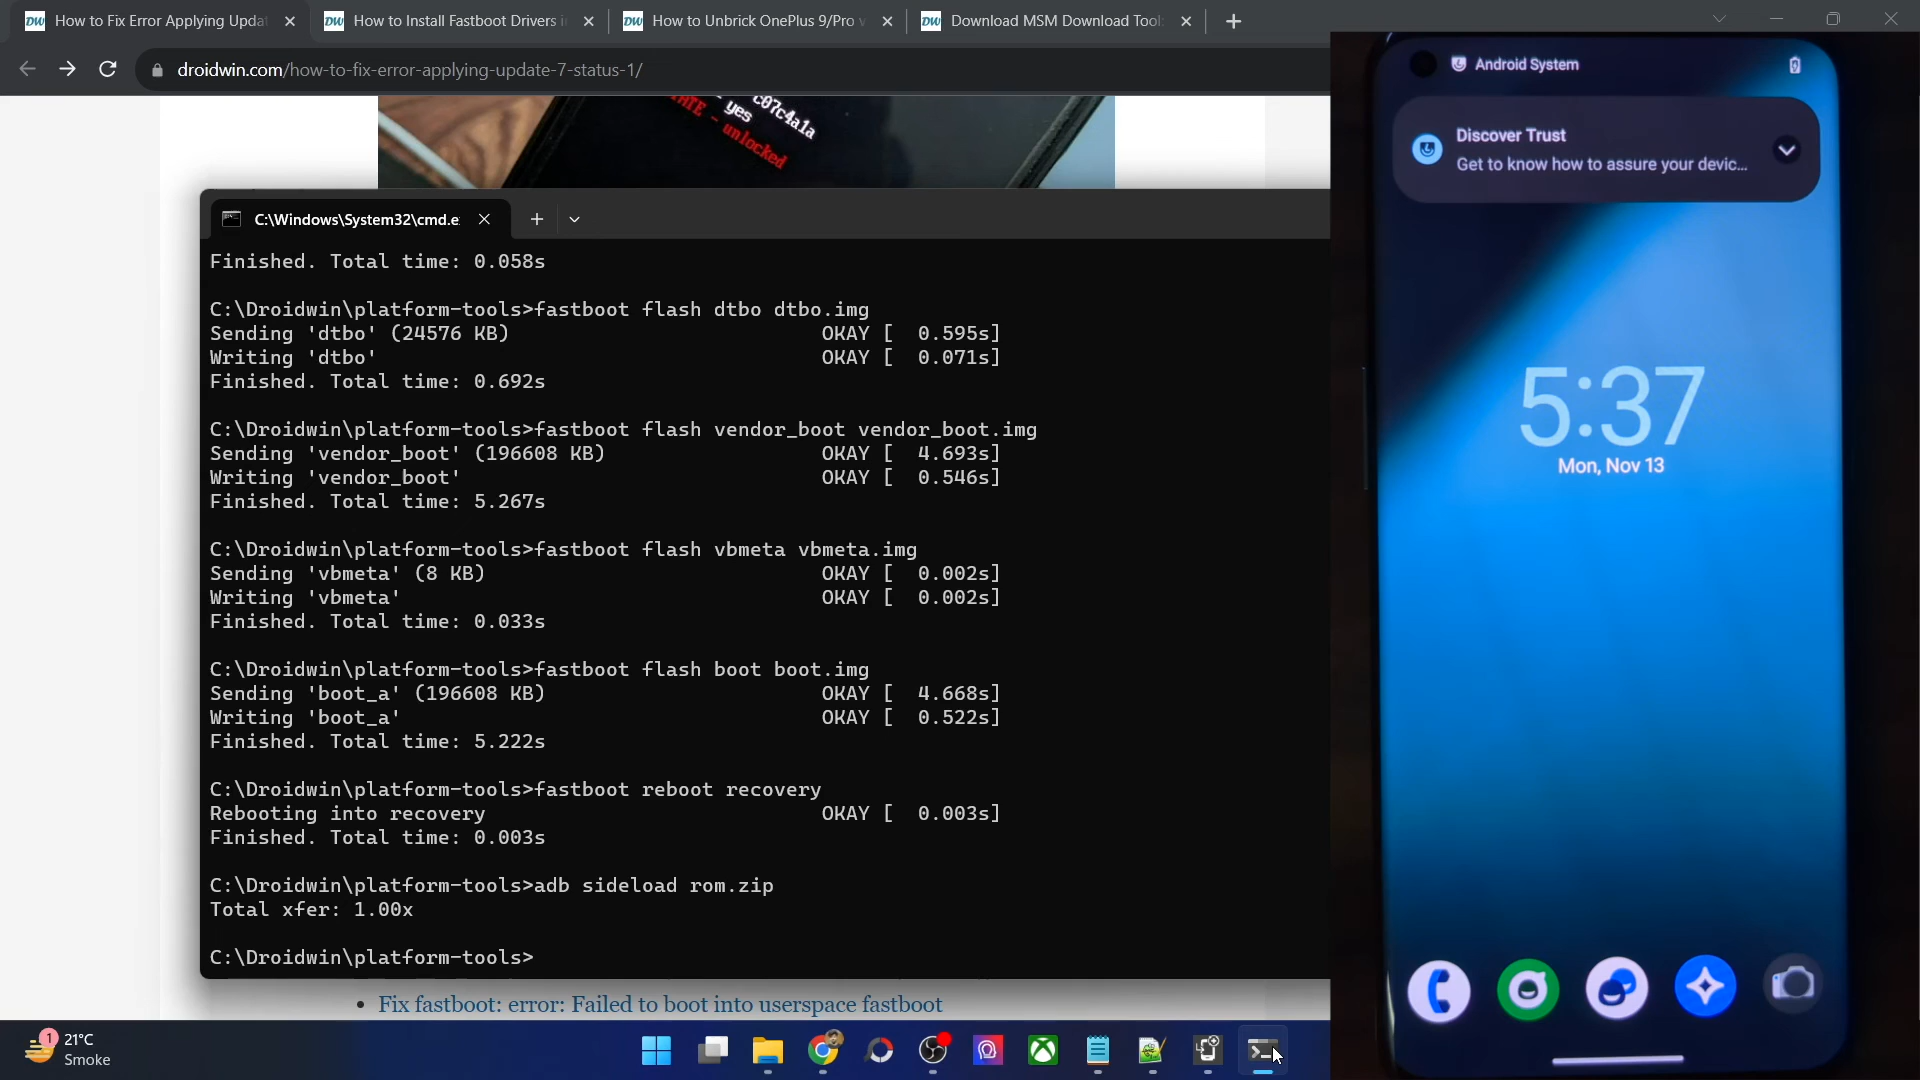 DW How to Fix Error Applying Upda
DW How to Install Fastboot Drivers i
DW How to Unbrick OnePlus 9/Pro v
DW Download MSM Download Tool:
droidwin.com/how-to-fix-error-applying-update-7-status-1/
c07c4a1a
- yes
TATE - unlocked
C:\Windows\System32\cmd.e
Finished. Total time: 0.058s
C:\Droidwin\platform-tools>fastboot flash dtbo dtbo.img
Sending 'dtbo' (24576 KB) OKAY [ 0.595s]
Writing 'dtbo' OKAY [ 0.071s]
Finished. Total time: 0.692s
C:\Droidwin\platform-tools>fastboot flash vendor_boot vendor_boot.img
Sending 'vendor_boot' (196608 KB) OKAY [ 4.693s]
Writing 'vendor_boot' OKAY [ 0.546s]
Finished. Total time: 5.267s
C:\Droidwin\platform-tools>fastboot flash vbmeta vbmeta.img
Sending 'vbmeta' (8 KB) OKAY [ 0.002s]
Writing 'vbmeta' OKAY [ 0.002s]
Finished. Total time: 0.033s
C:\Droidwin\platform-tools>fastboot flash boot boot.img
Sending 'boot_a' (196608 KB) OKAY [ 4.668s]
Writing 'boot_a' OKAY [ 0.522s]
Finished. Total time: 5.222s
C:\Droidwin\platform-tools>fastboot reboot recovery
Rebooting into recovery OKAY [ 0.003s]
Finished. Total time: 0.003s
C:\Droidwin\platform-tools>adb sideload rom.zip
Total xfer: 1.00x
C:\Droidwin\platform-tools>
• Fix fastboot: error: Failed to boot into userspace fastboot
Android System
Discover Trust
Get to know how to assure your devic...
5:37
Mon, Nov 13
1
21°C
Smoke